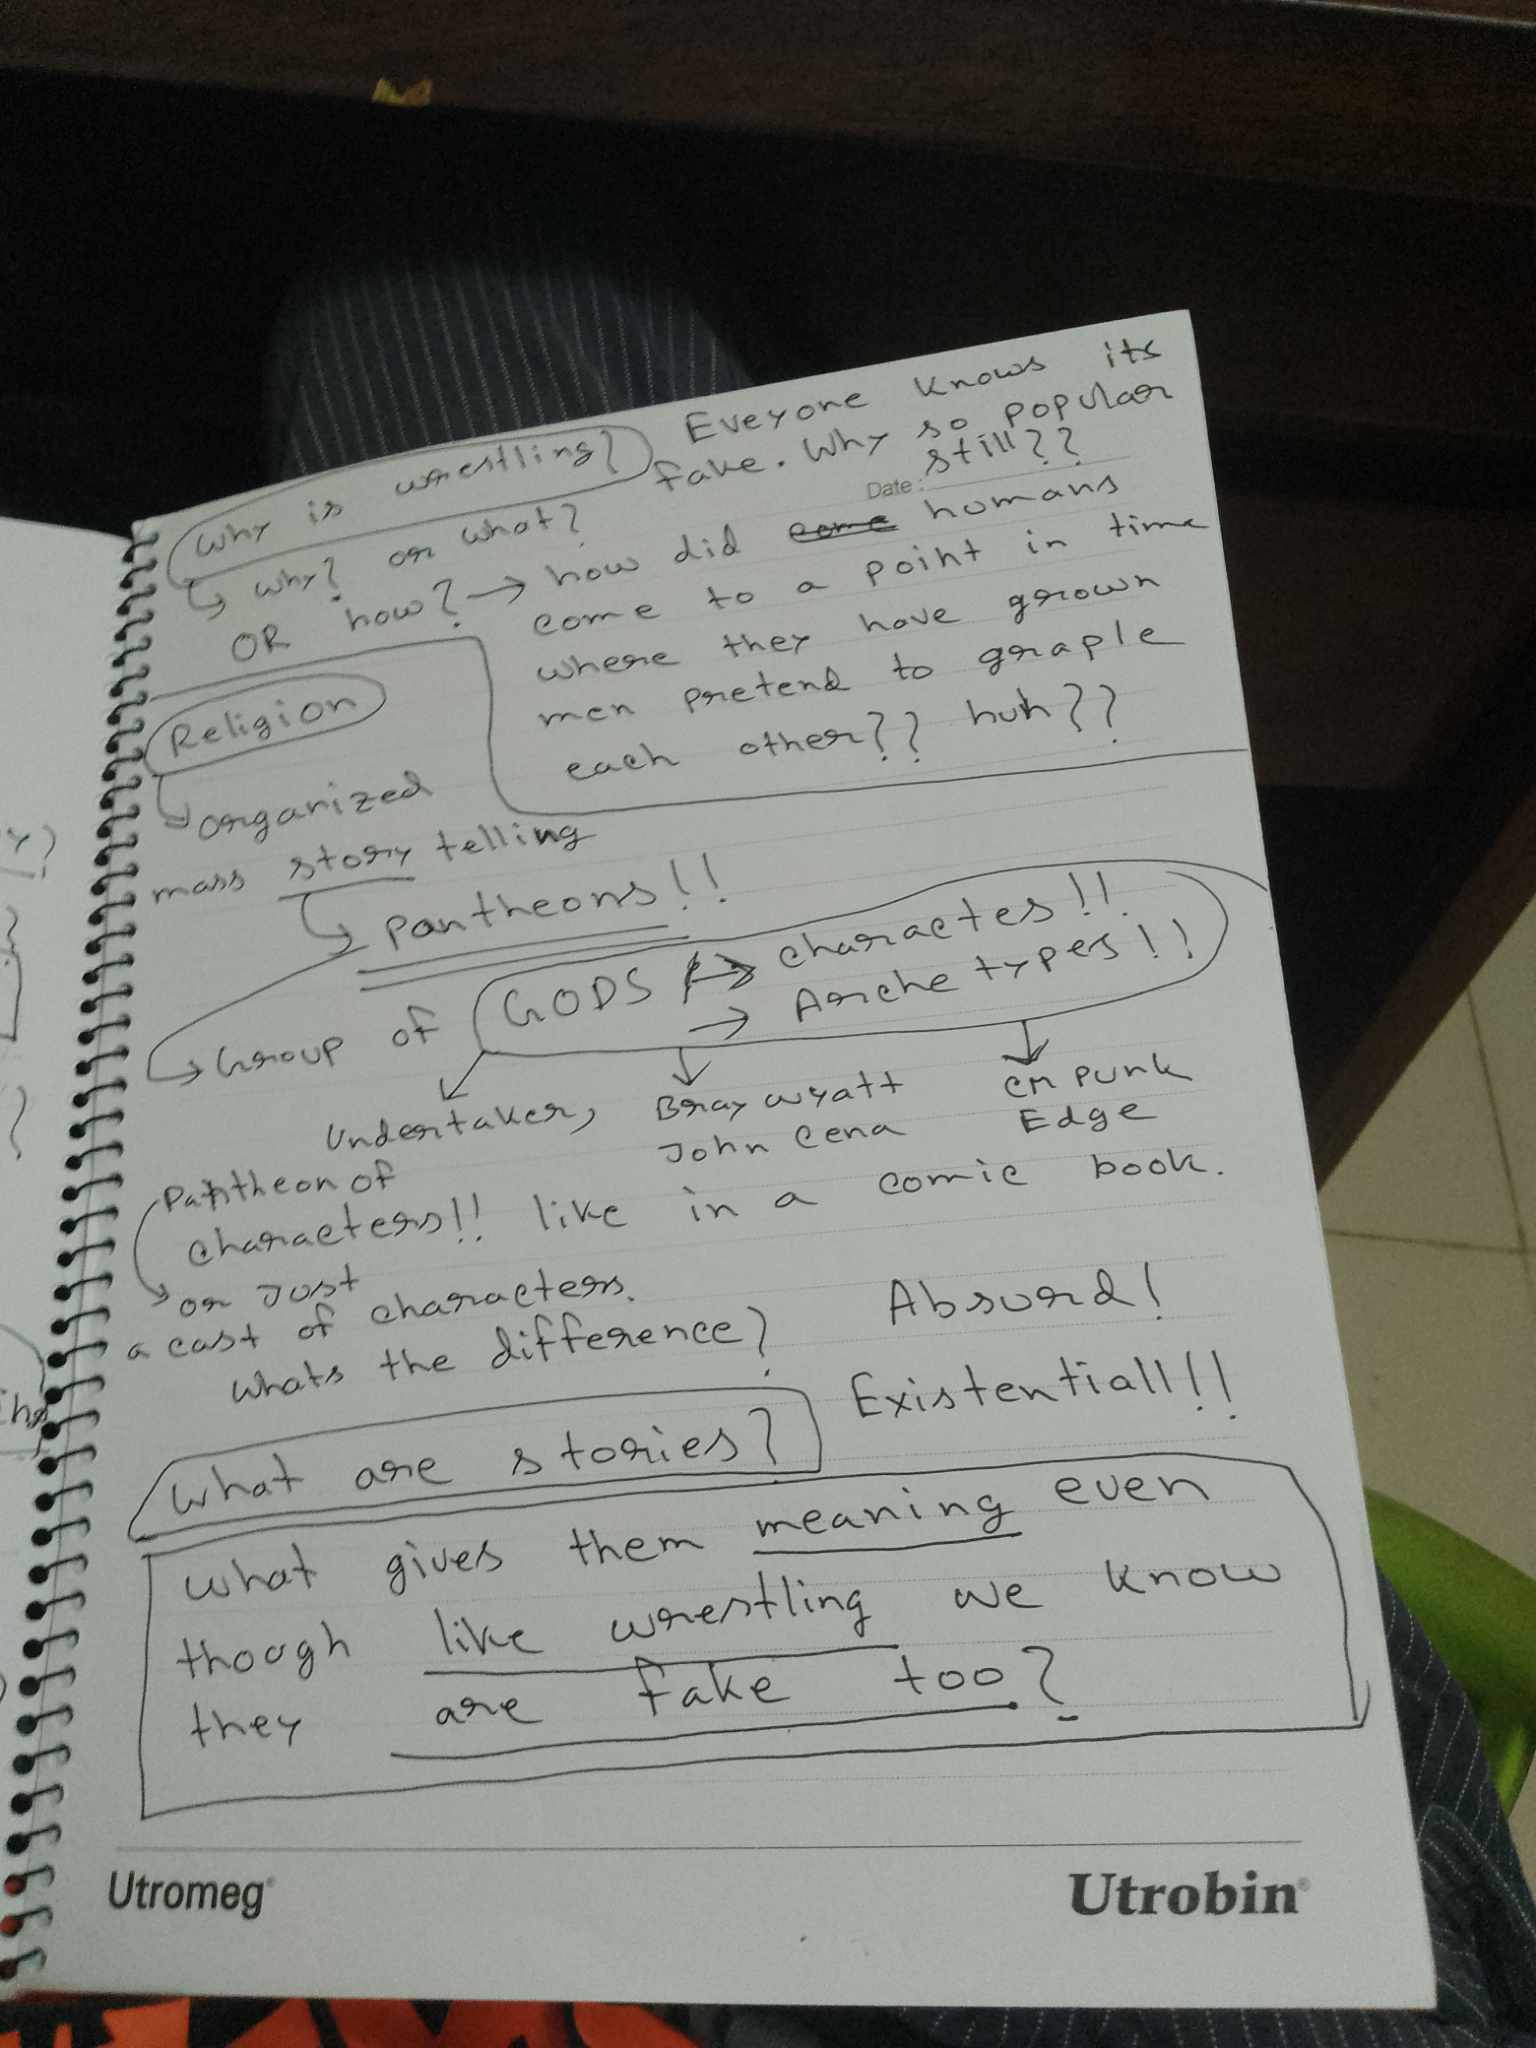 Why is wrestling?
Eveyone knows its
fake. Why so popular
still??
Date :
why? or what?
OR how? → how did come humans
come to a point in time
where they have grown
men pretend to graple
each other?? huh??
Religion
organized
mass story telling
Pantheons!!
Group of GODS → charactes!!
→ Archetypes!!
Undertaker, Bray wyatt CM PUNK
John Cena Edge
Pantheon of
characters!! like in a comic book.
or Just
a cast of characters.
whats the difference?
Absurd!
Existentiall!!
What are stories?
What gives them meaning even
though like wrestling we know
they are fake too?
Utromeg
Utrobin